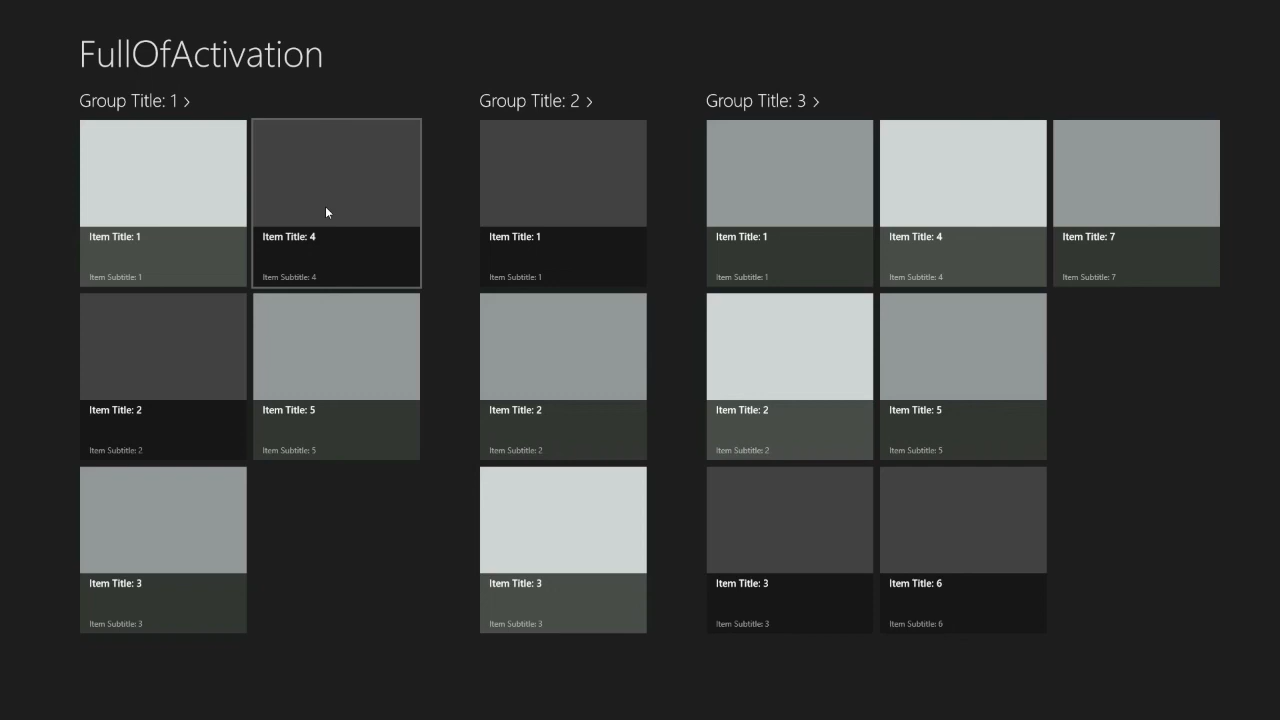 FullOfActivation
Group Title: 1 >
Item Title: 1
Item Subtitle: 1
Item Title: 4
Item Subtitle: 4
Item Title: 2
Item Subtitle: 2
Item Title: 5
Item Subtitle: 5
Item Title: 3
Item Subtitle: 3
Group Title: 2 >
Item Title: 1
Item Subtitle: 1
Item Title: 2
Item Subtitle: 2
Item Title: 3
Item Subtitle: 3
Group Title: 3 >
Item Title: 1
Item Subtitle: 1
Item Title: 4
Item Subtitle: 4
Item Title: 7
Item Subtitle: 7
Item Title: 2
Item Subtitle: 2
Item Title: 5
Item Subtitle: 5
Item Title: 3
Item Subtitle: 3
Item Title: 6
Item Subtitle: 6